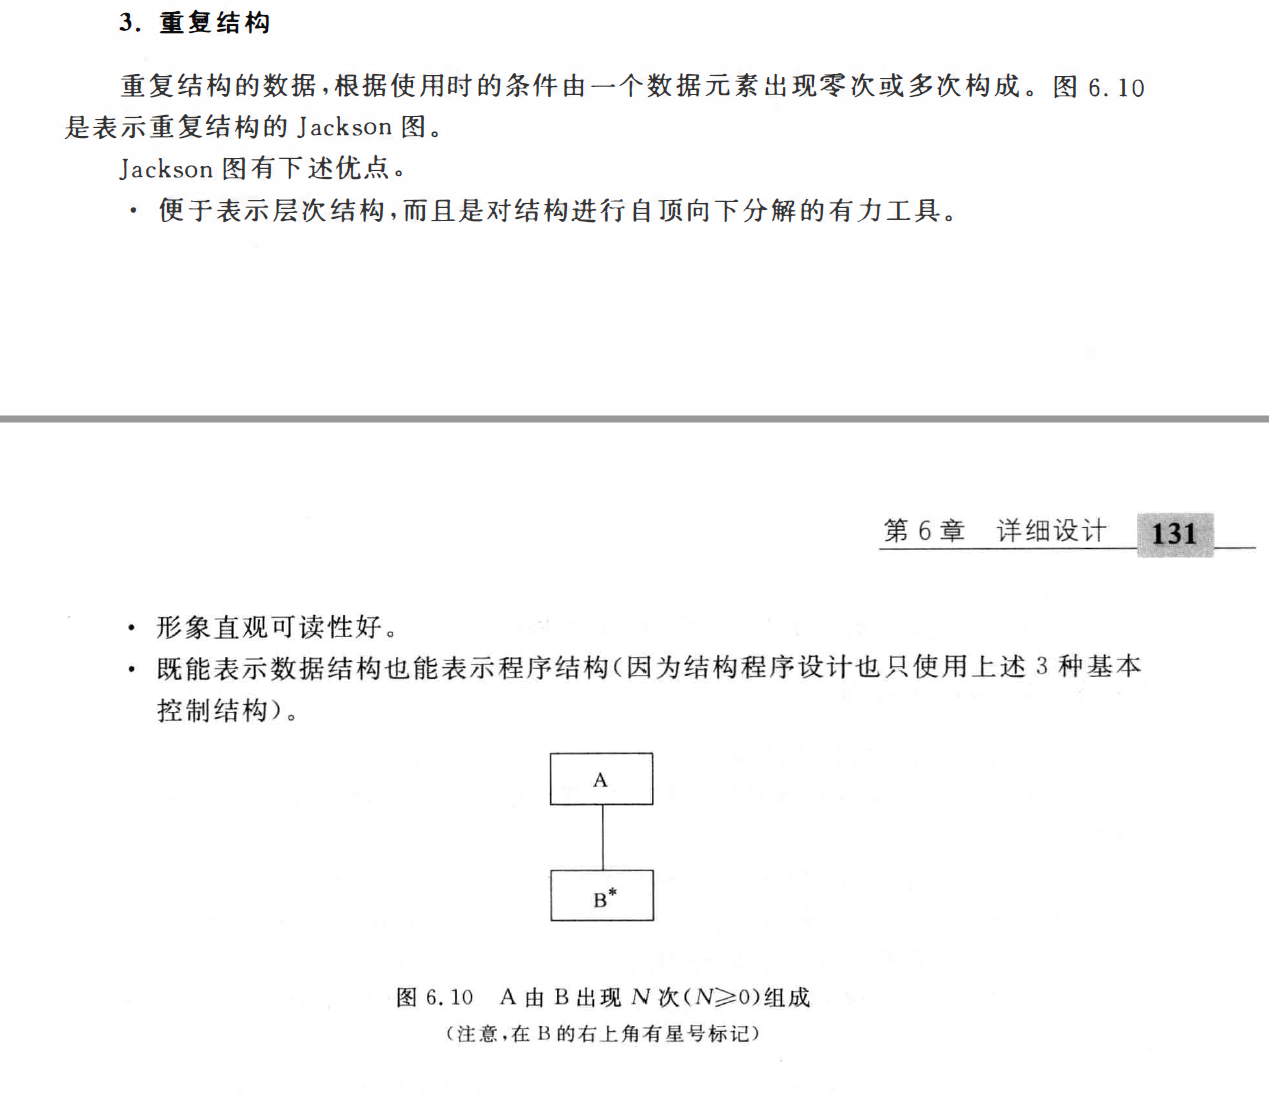 3. 重复结构
重复结构的数据,根据使用时的条件由一个数据元素出现零次或多次构成。图 6.10
是表示重复结构的 Jackson 图。
Jackson 图有下述优点。
· 便于表示层次结构,而且是对结构进行自顶向下分解的有力工具。
第 6 章 详细设计 131
· 形象直观可读性好。
· 既能表示数据结构也能表示程序结构(因为结构程序设计也只使用上述 3 种基本
控制结构)。
A
B*
图 6.10 A 由 B 出现 N 次(N⩾0)组成
(注意,在 B 的右上角有星号标记)